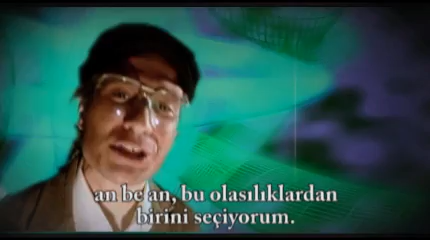 an be an, bu olasılıklardan
birini seçiyorum.